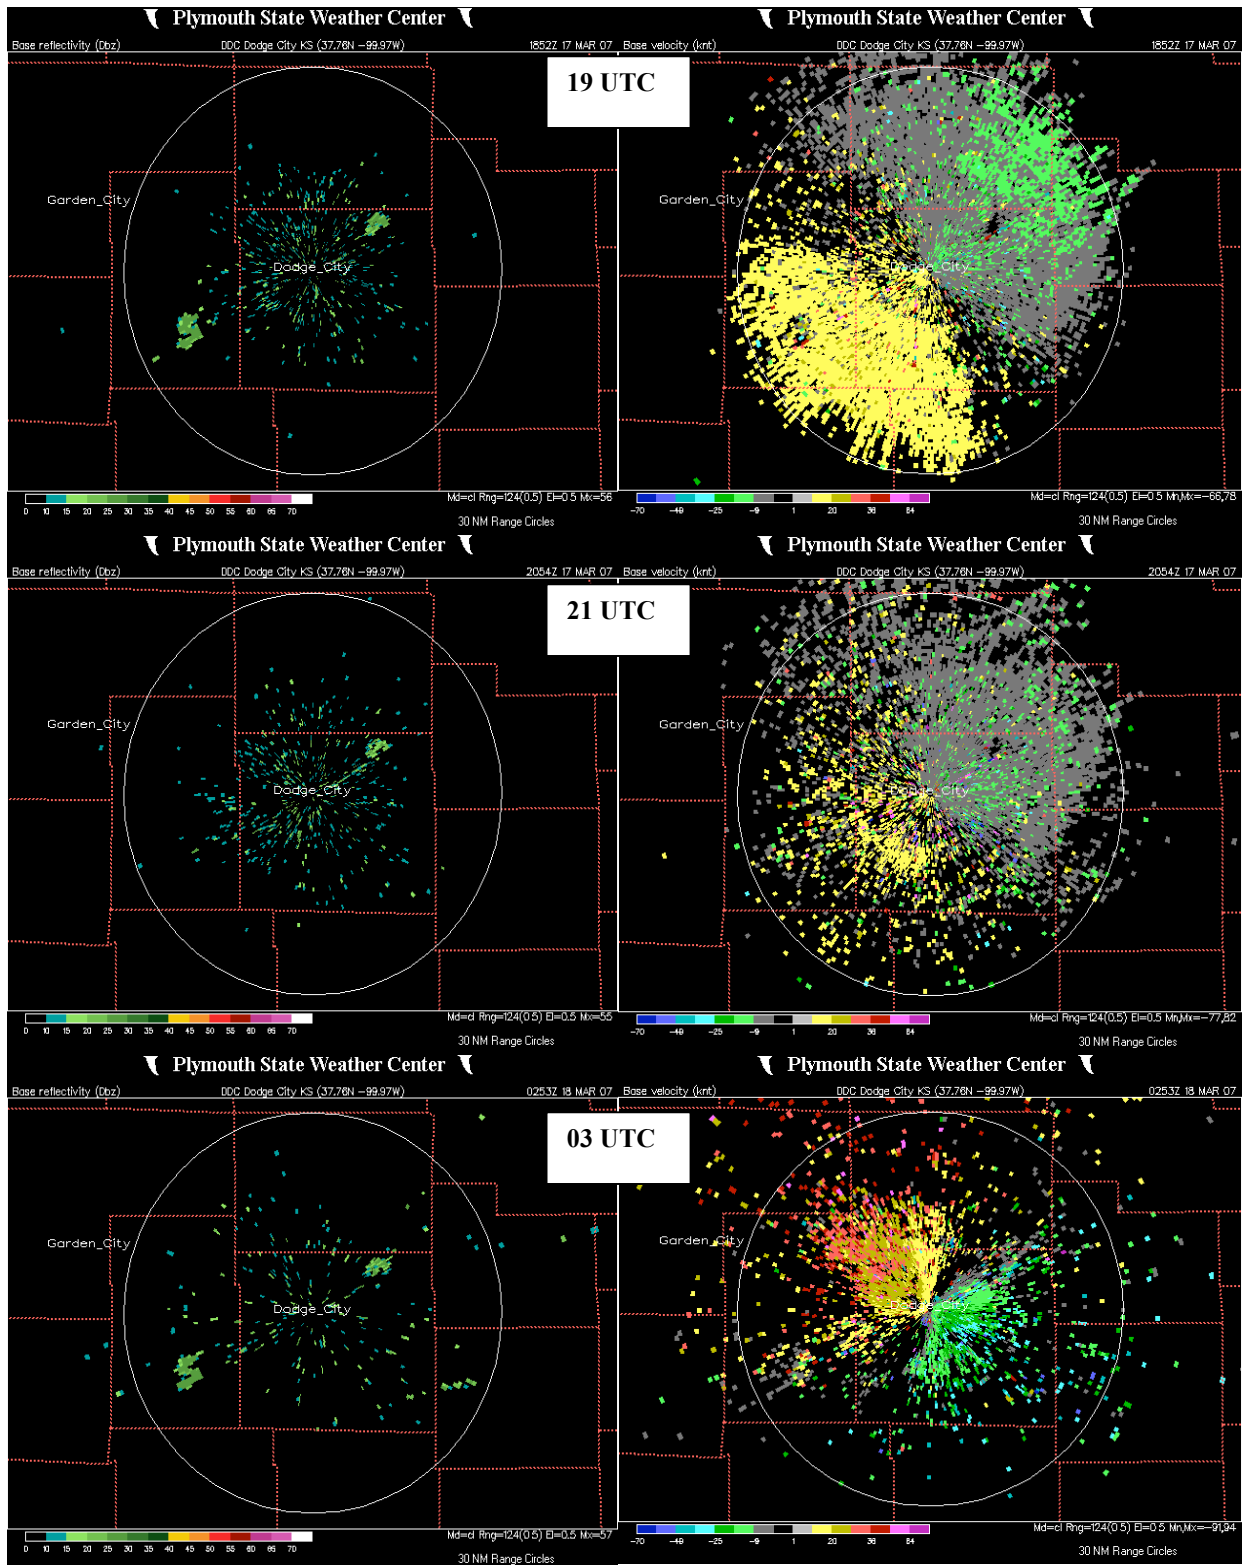 Plymouth State Weather Center Plymouth State Weather Center
Base reflectivity (Dbz) DDC Dodge City KS (37.76N -99.97W) 1852Z 17 MAR 07 Base velocity (knt) DDC Dodge City KS (37.76N -99.97W) 1852Z 17 MAR 07
19 UTC
Garden_City Garden_City
Dodge_City Dodge_City
Md=cl Rng=124(0.5) El=0.5 Mx=56 Md=cl Rng=124(0.5) El=0.5 Mn,Mx=-66,78
0 10 15 20 25 30 35 40 45 50 55 60 65 70 -70 -49 -25 -9 1 20 36 54
30 NM Range Circles 30 NM Range Circles
Plymouth State Weather Center Plymouth State Weather Center
Base reflectivity (Dbz) DDC Dodge City KS (37.76N -99.97W) 2054Z 17 MAR 07 Base velocity (knt) DDC Dodge City KS (37.76N -99.97W) 2054Z 17 MAR 07
21 UTC
Garden_City Garden_City
Dodge_City Dodge_City
Md=cl Rng=124(0.5) El=0.5 Mx=55 Md=cl Rng=124(0.5) El=0.5 Mn,Mx=-77,82
0 10 15 20 25 30 35 40 45 50 55 60 65 70 -70 -49 -25 -9 1 20 36 54
30 NM Range Circles 30 NM Range Circles
Plymouth State Weather Center Plymouth State Weather Center
Base reflectivity (Dbz) DDC Dodge City KS (37.76N -99.97W) 0253Z 18 MAR 07 Base velocity (knt) DDC Dodge City KS (37.76N -99.97W) 0253Z 18 MAR 07
03 UTC
Garden_City Garden_City
Dodge_City Dodge_City
Md=cl Rng=124(0.5) El=0.5 Mx=57 Md=cl Rng=124(0.5) El=0.5 Mn,Mx=-91,94
0 10 15 20 25 30 35 40 45 50 55 60 65 70 -70 -49 -25 -9 1 20 36 54
30 NM Range Circles 30 NM Range Circles